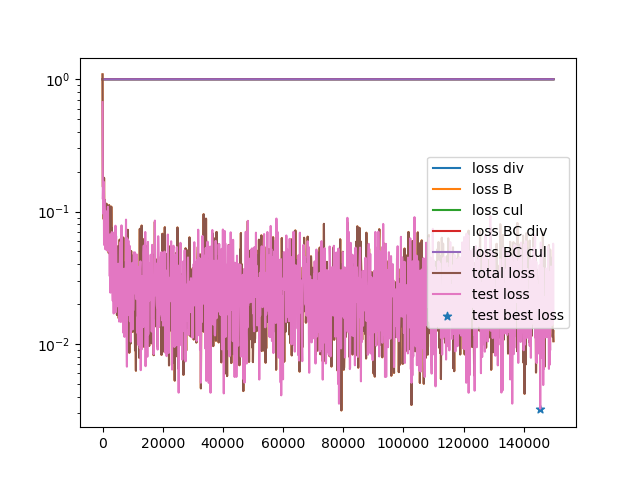 10⁰
10⁻¹
10⁻²
loss div
loss B
loss cul
loss BC div
loss BC cul
total loss
test loss
test best loss
0 20000 40000 60000 80000 100000 120000 140000